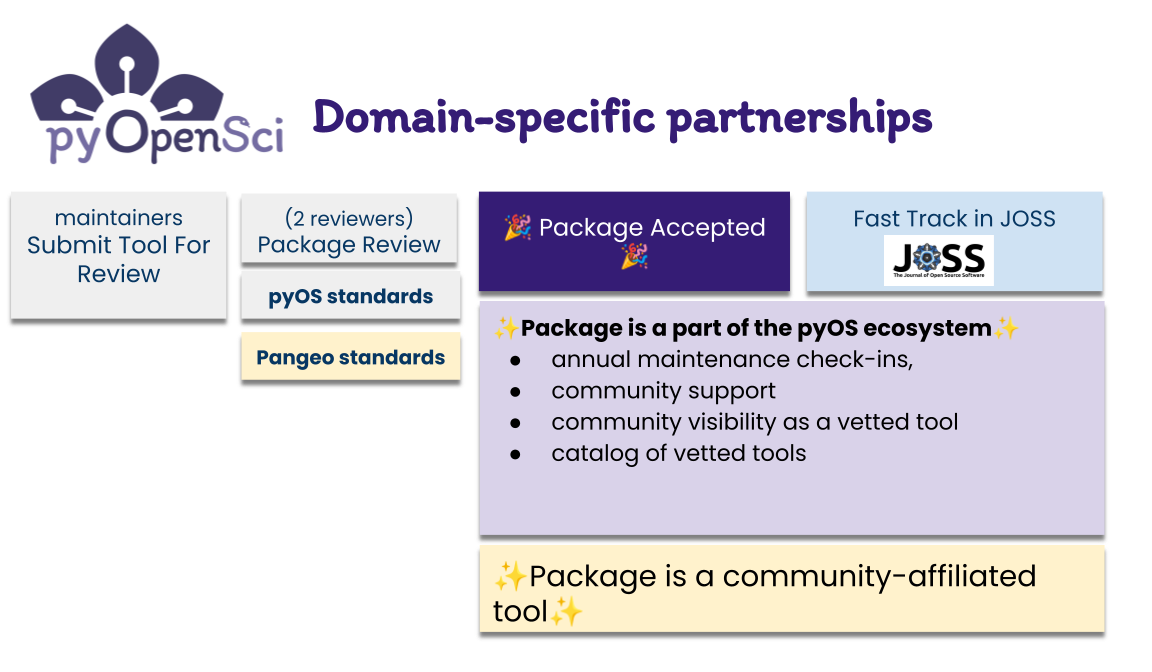 pyOpenSci
Domain-specific partnerships
maintainers
Submit Tool For
Review
(2 reviewers)
Package Review
pyOS standards
Pangeo standards
🎉 Package Accepted
🎉
Fast Track in JOSS
JOSS
The Journal of Open Source Software
✨Package is a part of the pyOS ecosystem✨
● annual maintenance check-ins,
● community support
● community visibility as a vetted tool
● catalog of vetted tools
✨Package is a community-affiliated
tool✨